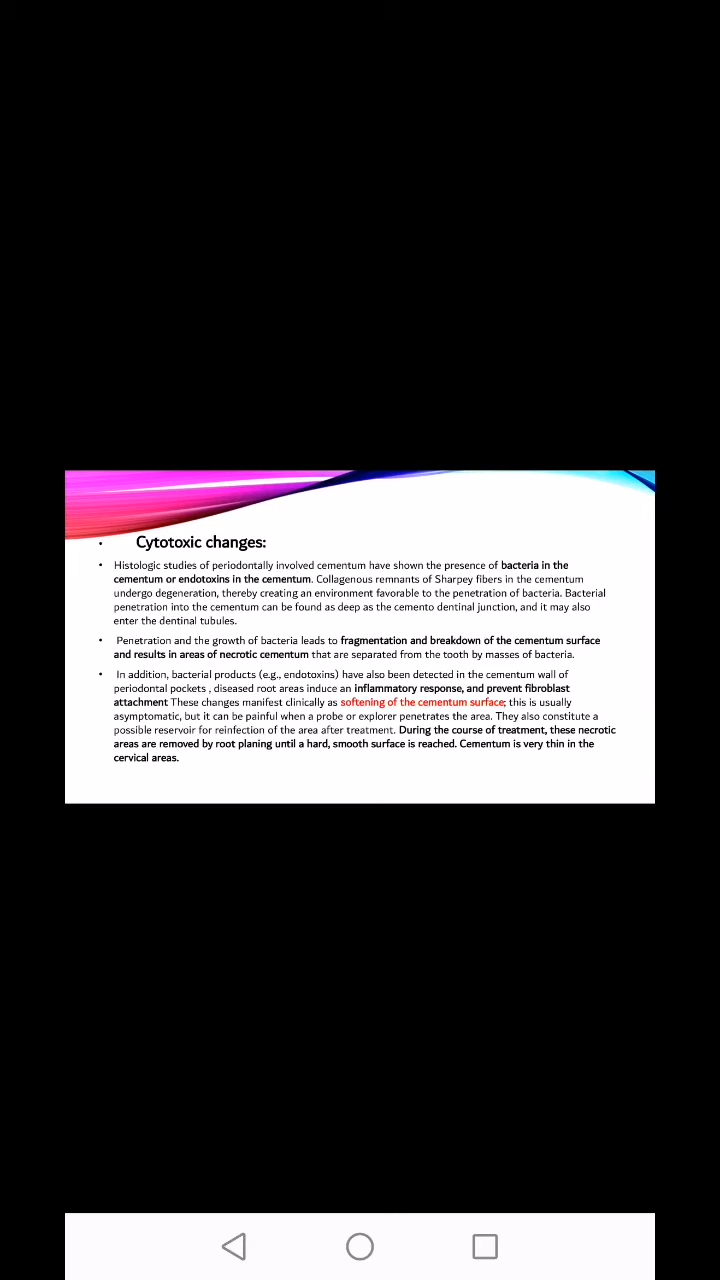 • Cytotoxic changes:
• Histologic studies of periodontally involved cementum have shown the presence of bacteria in the
cementum or endotoxins in the cementum. Collagenous remnants of Sharpey fibers in the cementum
undergo degeneration, thereby creating an environment favorable to the penetration of bacteria. Bacterial
penetration into the cementum can be found as deep as the cemento dentinal junction, and it may also
enter the dentinal tubules.
• Penetration and the growth of bacteria leads to fragmentation and breakdown of the cementum surface
and results in areas of necrotic cementum that are separated from the tooth by masses of bacteria.
• In addition, bacterial products (e.g., endotoxins) have also been detected in the cementum wall of
periodontal pockets , diseased root areas induce an inflammatory response, and prevent fibroblast
attachment These changes manifest clinically as softening of the cementum surface; this is usually
asymptomatic, but it can be painful when a probe or explorer penetrates the area. They also constitute a
possible reservoir for reinfection of the area after treatment. During the course of treatment, these necrotic
areas are removed by root planing until a hard, smooth surface is reached. Cementum is very thin in the
cervical areas.